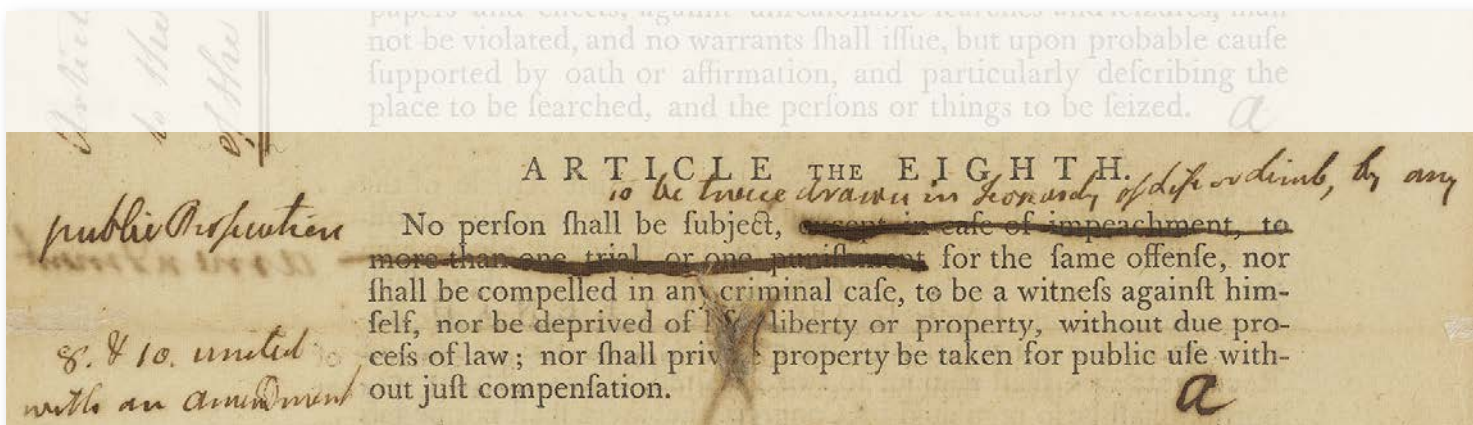 papers and effects, againſt unreaſonable ſearches and ſeizures, ſhall
not be violated, and no warrants ſhall iſſue, but upon probable cauſe
ſupported by oath or affirmation, and particularly deſcribing the
place to be ſearched, and the perſons or things to be ſeized.
a
to the
of the
ARTICLE THE EIGHTH.
to be twice drawn in Jeopardy of Life or Limb, by any
public Proſecution
No perſon ſhall be ſubject, except in caſe of impeachment, to
more than one trial or one puniſhment for the ſame offenſe, nor
ſhall be compelled in any criminal caſe, to be a witneſs againſt him-
ſelf, nor be deprived of life, liberty or property, without due pro-
ceſs of law; nor ſhall private property be taken for public uſe with-
out juſt compenſation.
8. & 10. united
with an amendment
a